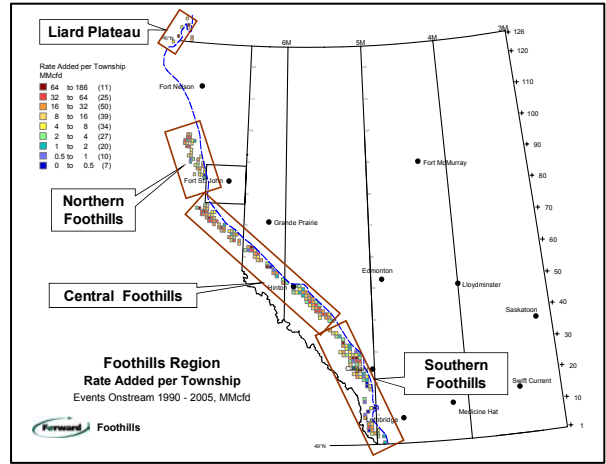 Liard Plateau
Rate Added per Township
MMcfd
64 to 186 (11)
32 to 64 (25)
16 to 32 (50)
8 to 16 (39)
4 to 8 (34)
2 to 4 (27)
1 to 2 (20)
0.5 to 1 (10)
0 to 0.5 (7)
6M
5M
4M
3M
126
120
110
100
90
80
70
60
50
40
30
20
10
1
Fort Nelson
Fort St. John
Fort McMurray
Northern
Foothills
Grande Prairie
Central Foothills
Hinton
Edmonton
Lloydminster
Saskatoon
Foothills Region
Rate Added per Township
Events Onstream 1990 - 2005, MMcfd
Southern
Foothills
Swift Current
Medicine Hat
Forward Foothills
49°N